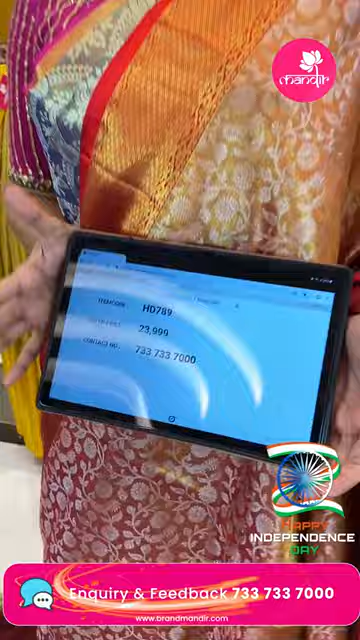 mandir
ITEMCODE : HD789
23,999
CONTACT NO : 733 733 7000
HAPPY
INDEPENDENCE
DAY
Enquiry & Feedback 733 733 7000
www.brandmandir.com